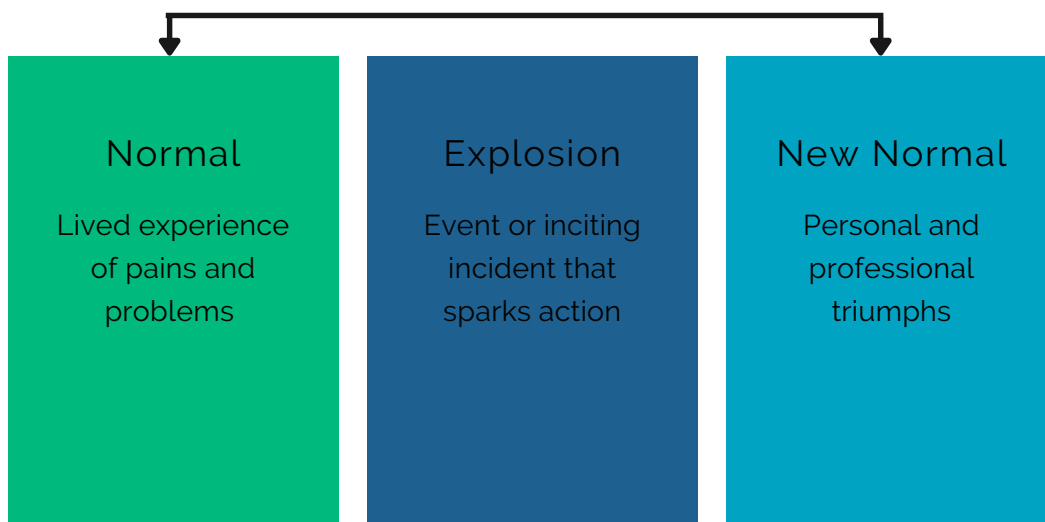 Normal
Lived experience
of pains and
problems
Explosion
Event or inciting
incident that
sparks action
New Normal
Personal and
professional
triumphs